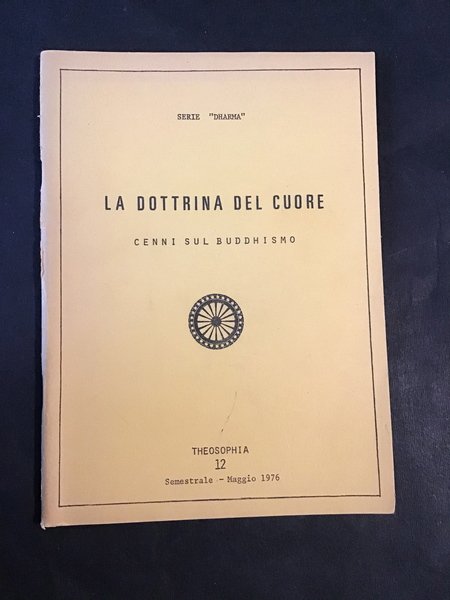 SERIE "DHARMA"
LA DOTTRINA DEL CUORE
CENNI SUL BUDDHISMO
THEOSOPHIA
12
Semestrale - Maggio 1976